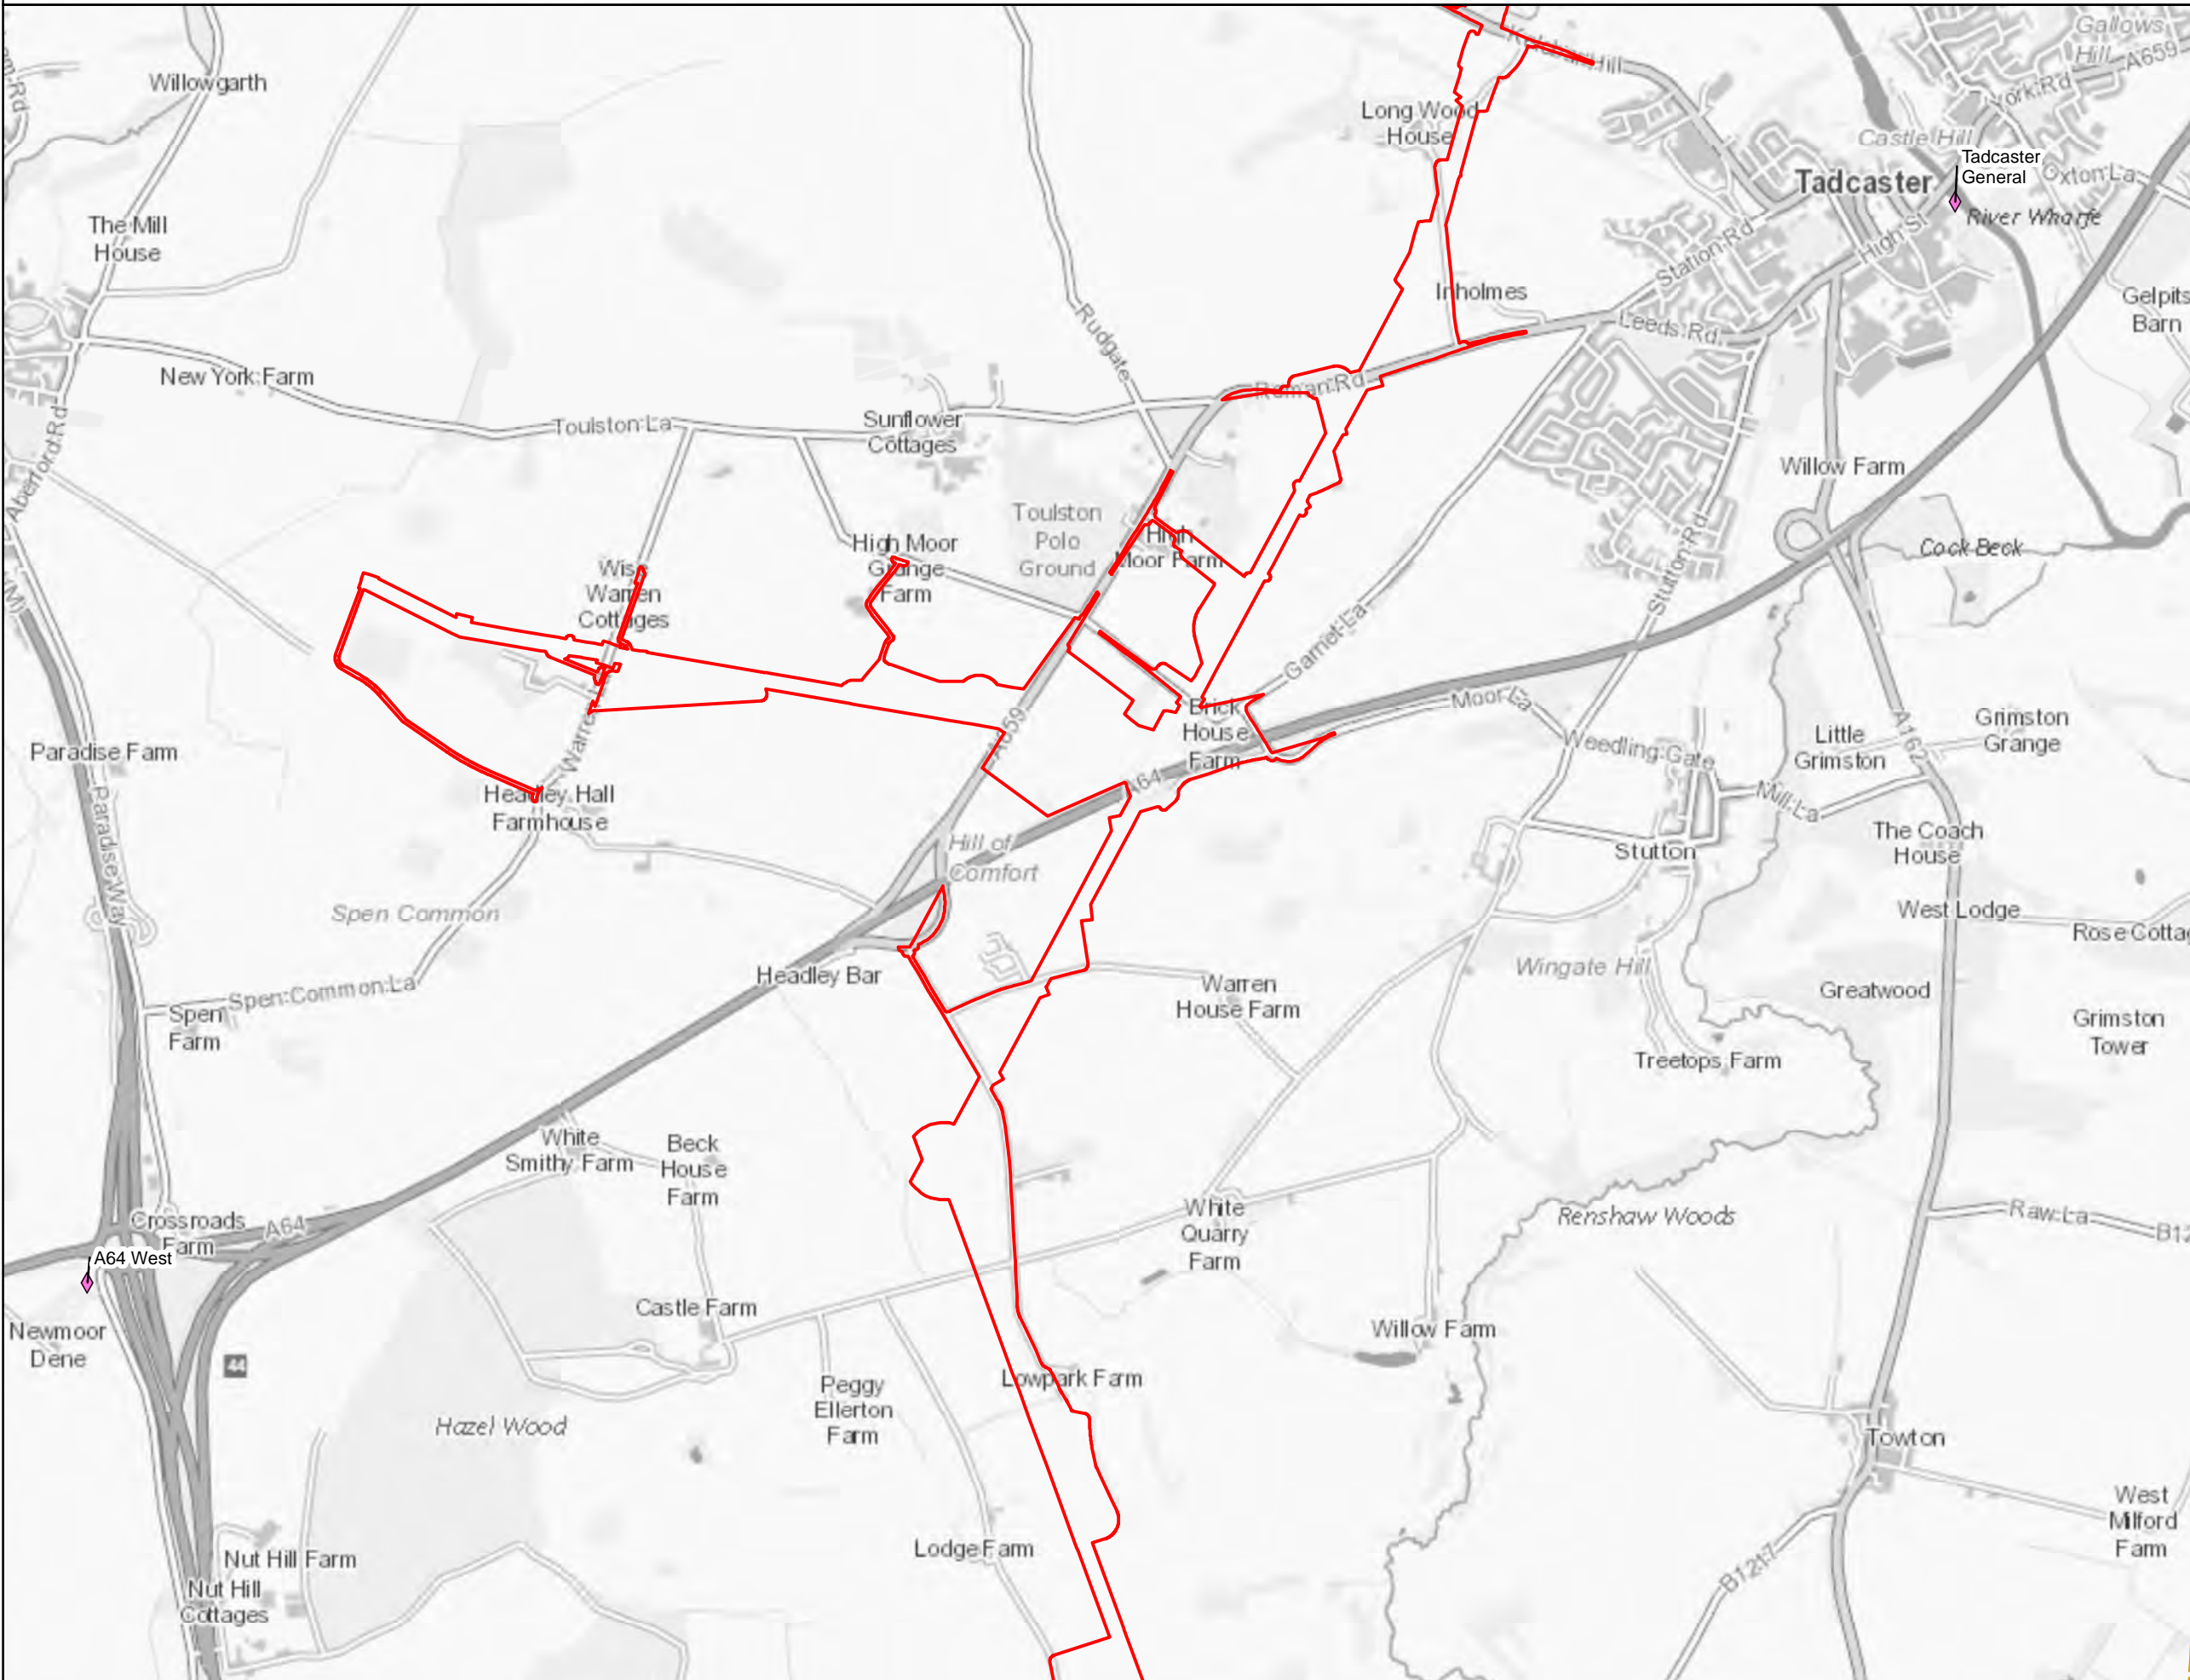 Gallows
Hill
A659
York Rd
Kelcbar Hill
Willowgarth
Long Wood
House
Castle Hill
Tadcaster
General
Tadcaster
Oxton La
River Wharfe
High St
Station Rd
The Mill
House
Inholmes
Gelpits
Barn
Leeds Rd
Rudgate
New York Farm
Roman Rd
Toulston La
Sunflower
Cottages
Aberford Rd
Willow Farm
Toulston
Polo
Ground
High
Moor Farm
High Moor
Grange
Farm
Cock Beck
Wise
Warren
Cottages
Stutton Rd
Garnet La
Moor La
Brick
House
Farm
A659
A64
Weedling Gate
Mill La
Little
Grimston
A162
Grimston
Grange
Paradise Farm
Paradise Way
Headley Hall
Farmhouse
Hill of
Comfort
Stutton
The Coach
House
Spen Common
West Lodge
Headley Bar
Wingate Hill
Warren
House Farm
Greatwood
Spen Common La
Spen
Farm
Grimston
Tower
Treetops Farm
White
Smithy Farm
Beck
House
Farm
Crossroads
Farm
A64
A64 West
White
Quarry
Farm
Renshaw Woods
Raw La
Castle Farm
Newmoor
Dene
44
Willow Farm
Lowpark Farm
Peggy
Ellerton
Farm
Hazel Wood
Towton
West
Milford
Farm
Lodge Farm
Nut Hill Farm
Nut Hill
Cottages
B1217